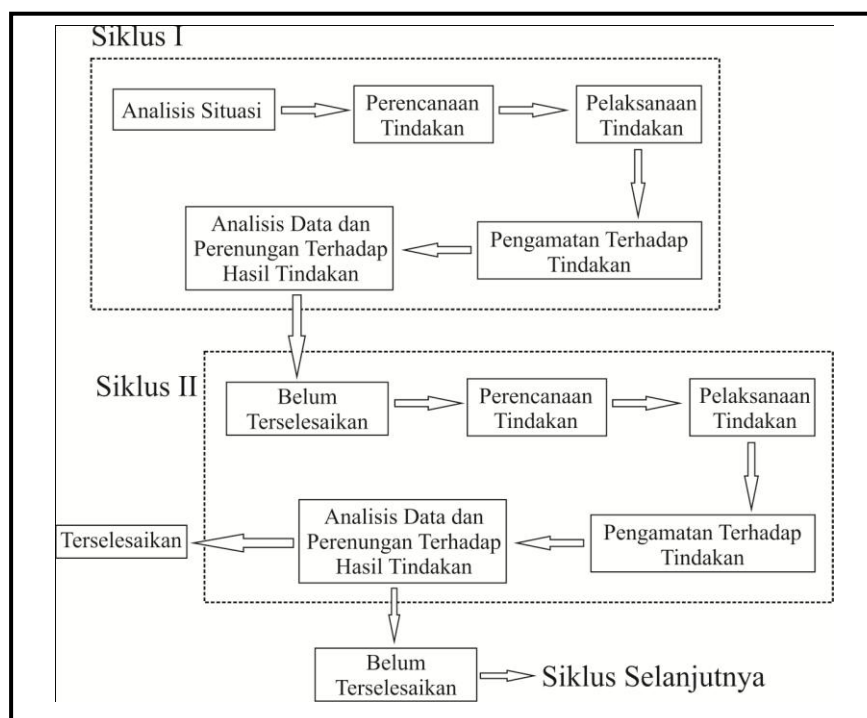 Siklus I
Analisis Situasi
Perencanaan
Tindakan
Pelaksanaan
Tindakan
Pengamatan Terhadap
Tindakan
Analisis Data dan
Perenungan Terhadap
Hasil Tindakan
Siklus II
Belum
Terselesaikan
Perencanaan
Tindakan
Pelaksanaan
Tindakan
Pengamatan Terhadap
Tindakan
Analisis Data dan
Perenungan Terhadap
Hasil Tindakan
Terselesaikan
Belum
Terselesaikan
Siklus Selanjutnya